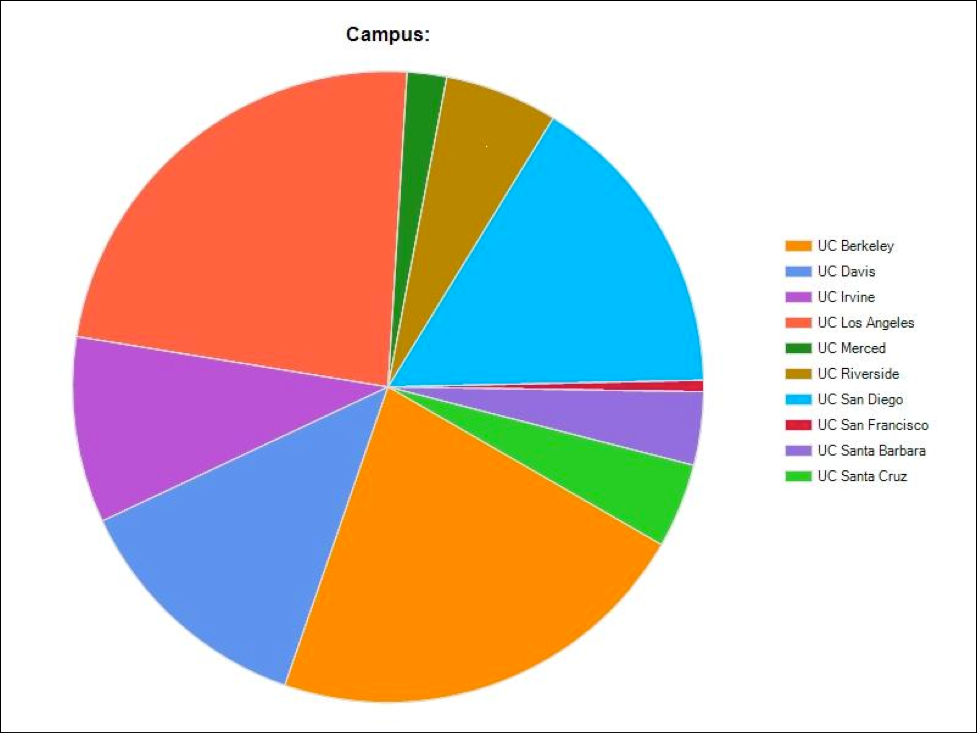 Campus:
UC Berkeley
UC Davis
UC Irvine
UC Los Angeles
UC Merced
UC Riverside
UC San Diego
UC San Francisco
UC Santa Barbara
UC Santa Cruz